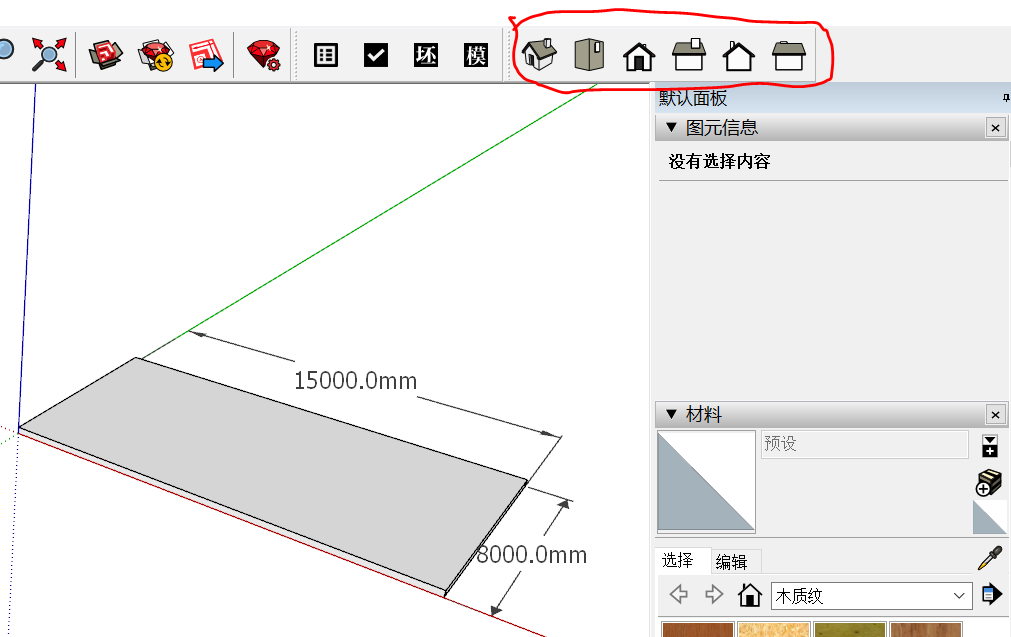 坯 模
默认面板
图元信息
没有选择内容
15000.0mm
8000.0mm
材料
预设
选择 编辑
木质纹